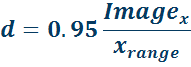 d = 0.95 Image_x / x_range